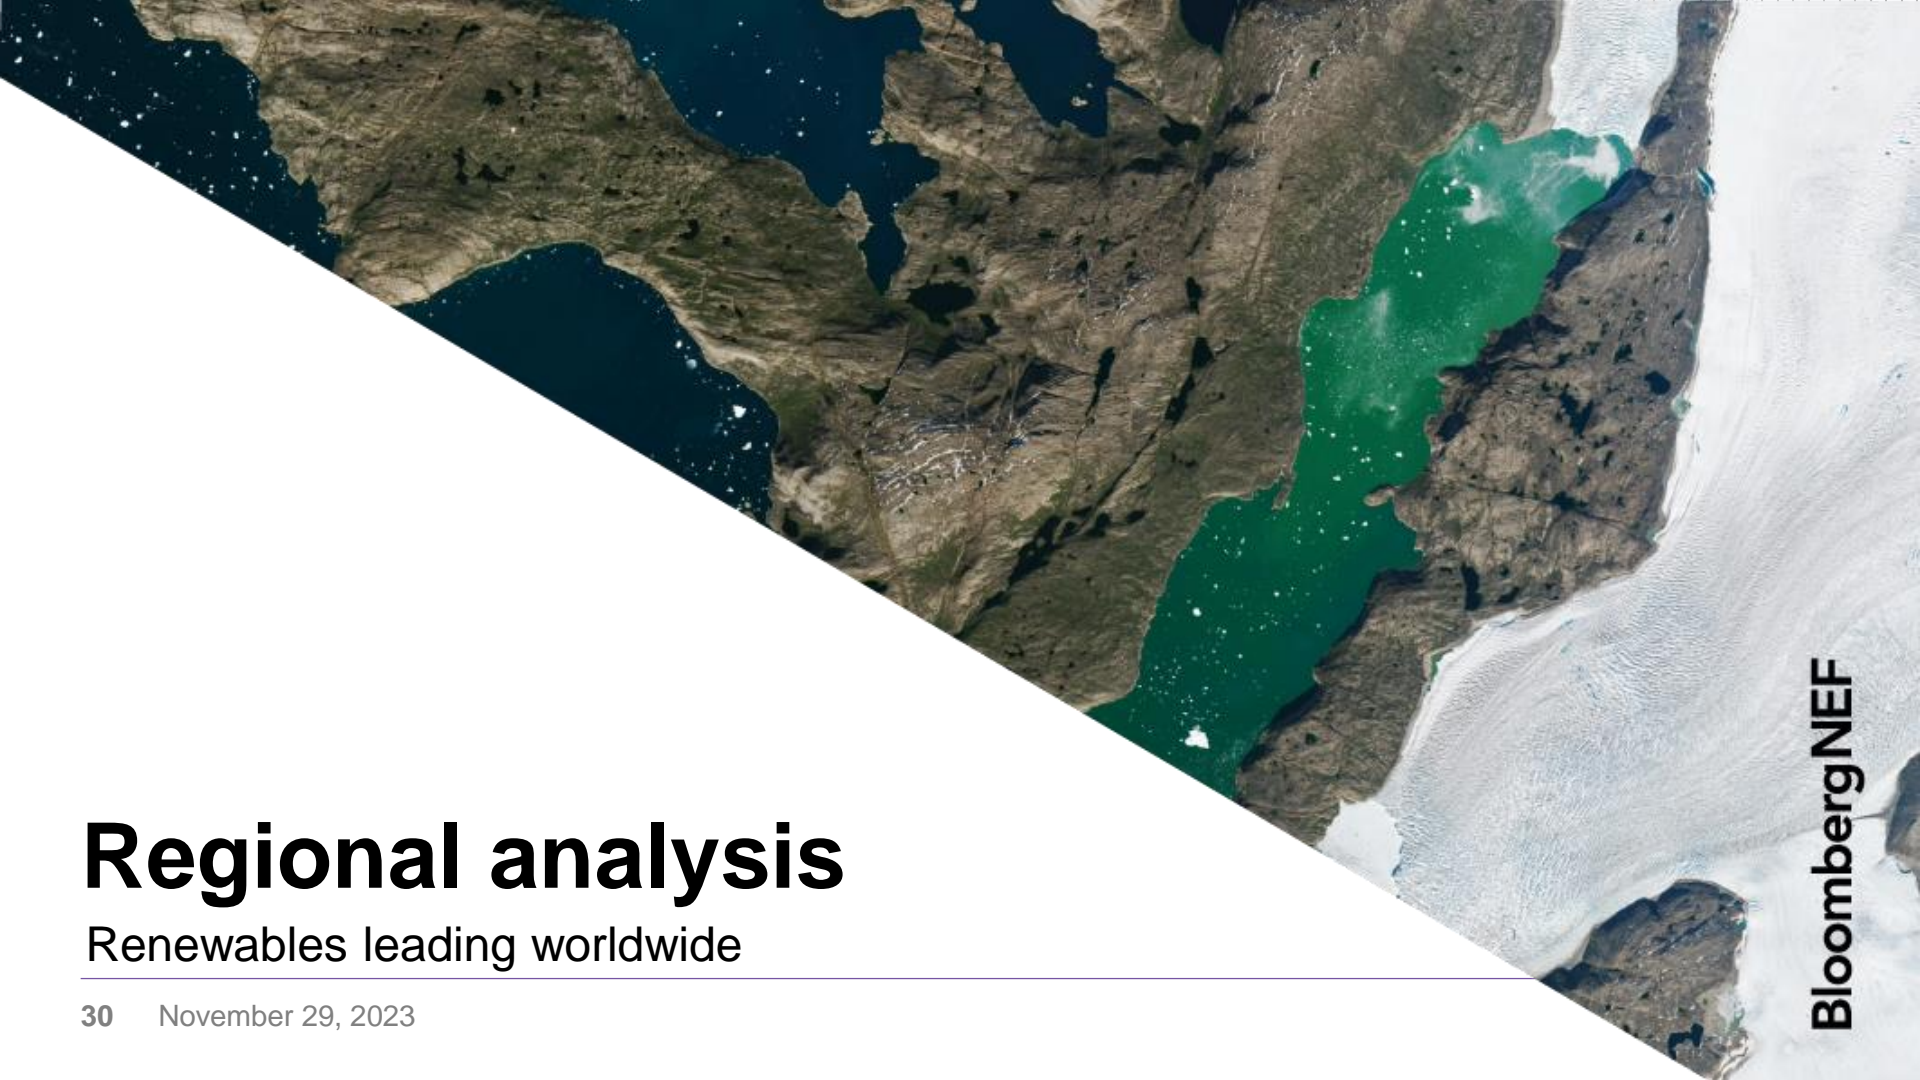 Regional analysis
Renewables leading worldwide
30 November 29, 2023
BloombergNEF